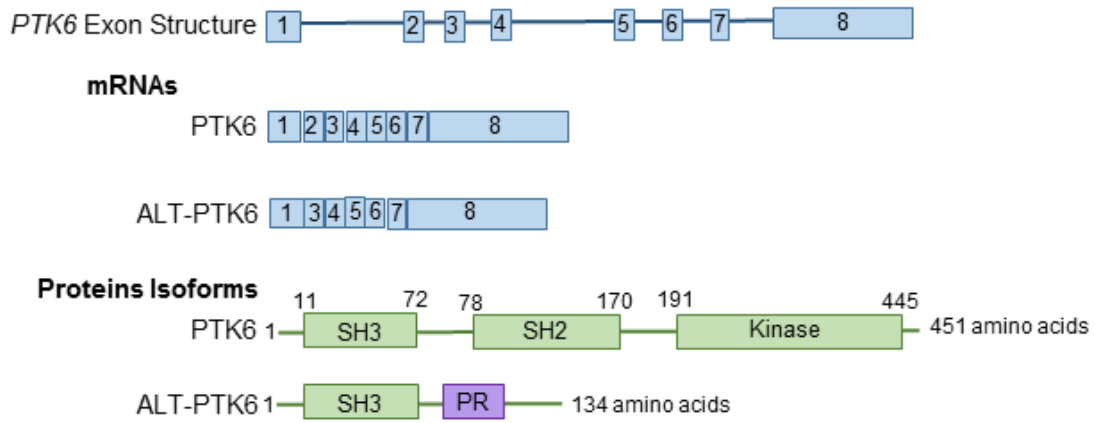 PTK6 Exon Structure 1 2 3 4 5 6 7 8
mRNAs
PTK6 1 2 3 4 5 6 7 8
ALT-PTK6 1 3 4 5 6 7 8
Proteins Isoforms
11 72 78 170 191 445
PTK6 1 SH3 SH2 Kinase 451 amino acids
ALT-PTK6 1 SH3 PR 134 amino acids